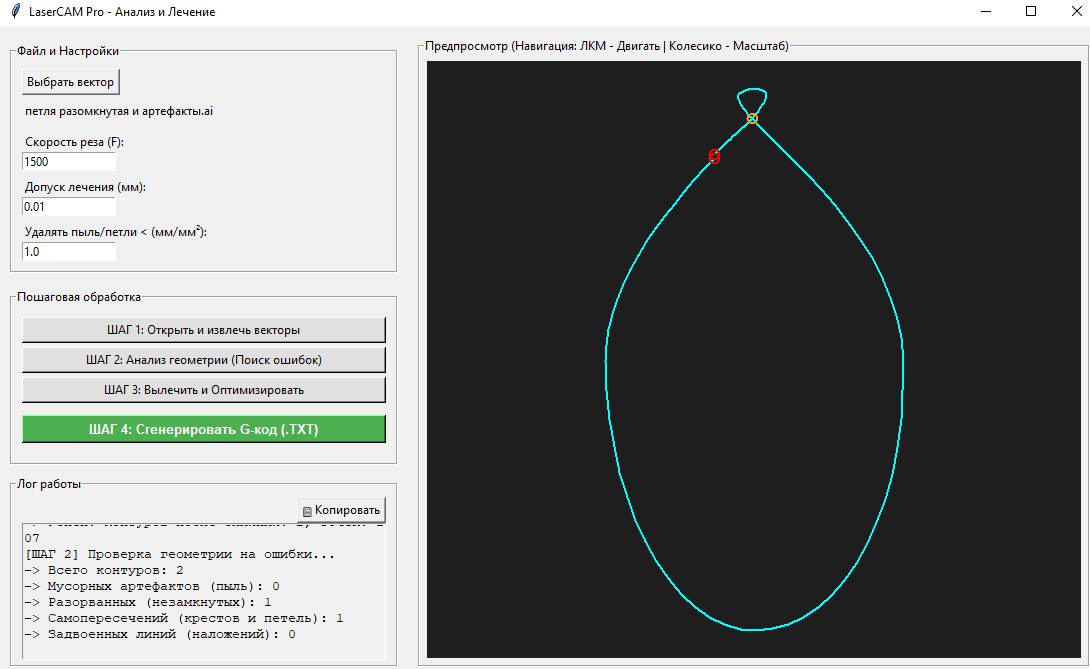 LaserCAM Pro - Анализ и Лечение
Файл и Настройки
Выбрать вектор
петля разомкнутая и артефакты.ai
Скорость реза (F):
1500
Допуск лечения (мм):
0.01
Удалять пыль/петли < (мм/мм²):
1.0
Пошаговая обработка
ШАГ 1: Открыть и извлечь векторы
ШАГ 2: Анализ геометрии (Поиск ошибок)
ШАГ 3: Вылечить и Оптимизировать
ШАГ 4: Сгенерировать G-код (.TXT)
Лог работы
Копировать
07
[ШАГ 2] Проверка геометрии на ошибки...
-> Всего контуров: 2
-> Мусорных артефактов (пыль): 0
-> Разорванных (незамкнутых): 1
-> Самопересечений (крестов и петель): 1
-> Задвоенных линий (наложений): 0
Предпросмотр (Навигация: ЛКМ - Двигать | Колесико - Масштаб)